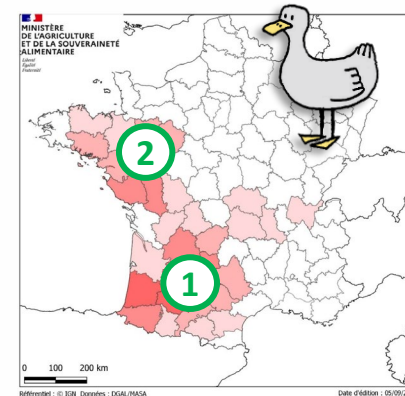 MINISTÈRE
DE L'AGRICULTURE
ET DE LA SOUVERAINETÉ
ALIMENTAIRE
Liberté
Égalité
Fraternité
2
1
0 100 200 km
Référentiel : © IGN Données : DGAL/MASA
Date d'édition : 05/09/2